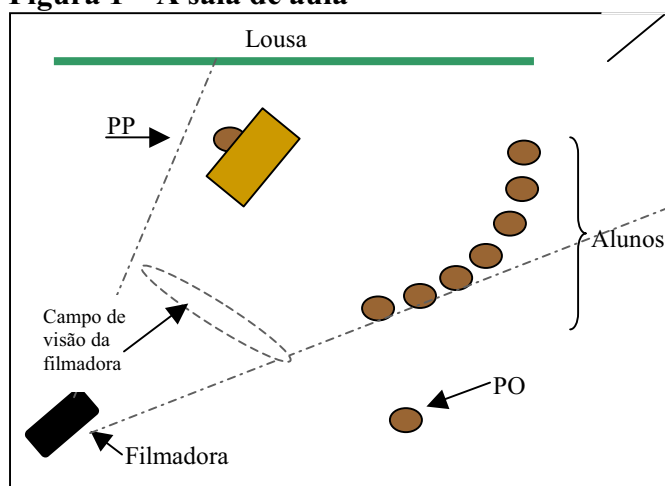 Figura 1 – A sala de aula
Lousa
PP
Alunos
Campo de
visão da
filmadora
PO
Filmadora